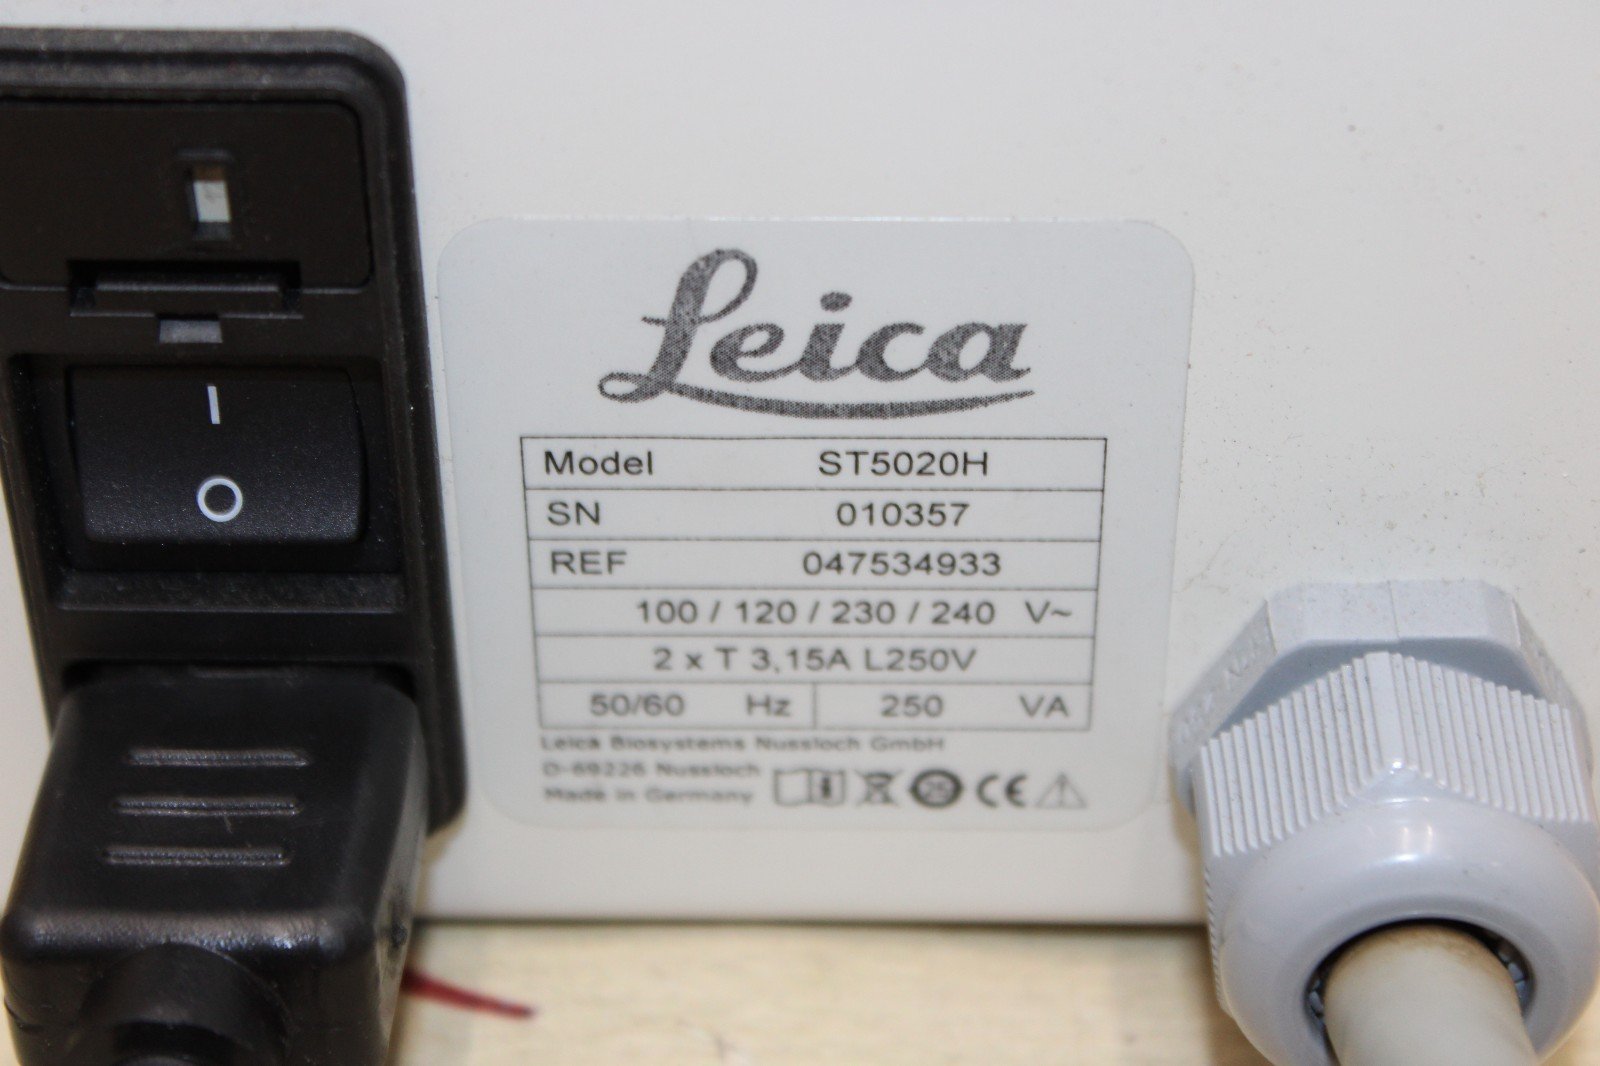 Leica
Model ST5020H
SN 010357
REF 047534933
100 / 120 / 230 / 240 V~
2 x T 3,15A L250V
50/60 Hz 250 VA
Leica Biosystems Nussloch GmbH
D-69226 Nussloch
Made in Germany
CE
I
O